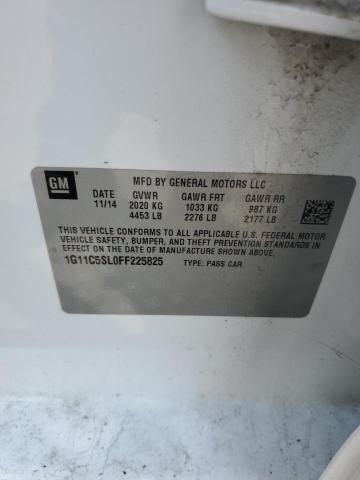 GM
MFD BY GENERAL MOTORS LLC
DATE GVWR GAWR FRT GAWR RR
11/14 2020 KG 1033 KG 987 KG
4453 LB 2276 LB 2177 LB
THIS VEHICLE CONFORMS TO ALL APPLICABLE U.S. FEDERAL MOTOR
VEHICLE SAFETY, BUMPER, AND THEFT PREVENTION STANDARDS IN
EFFECT ON THE DATE OF MANUFACTURE SHOWN ABOVE.
1G11C5SL0FF225825 TYPE: PASS CAR